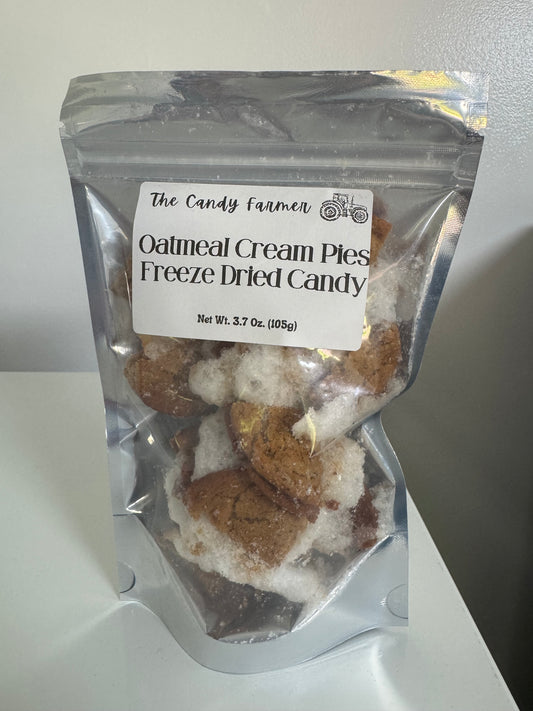 The Candy Farmer
Oatmeal Cream Pies
Freeze Dried Candy
Net Wt. 3.7 Oz. (105g)